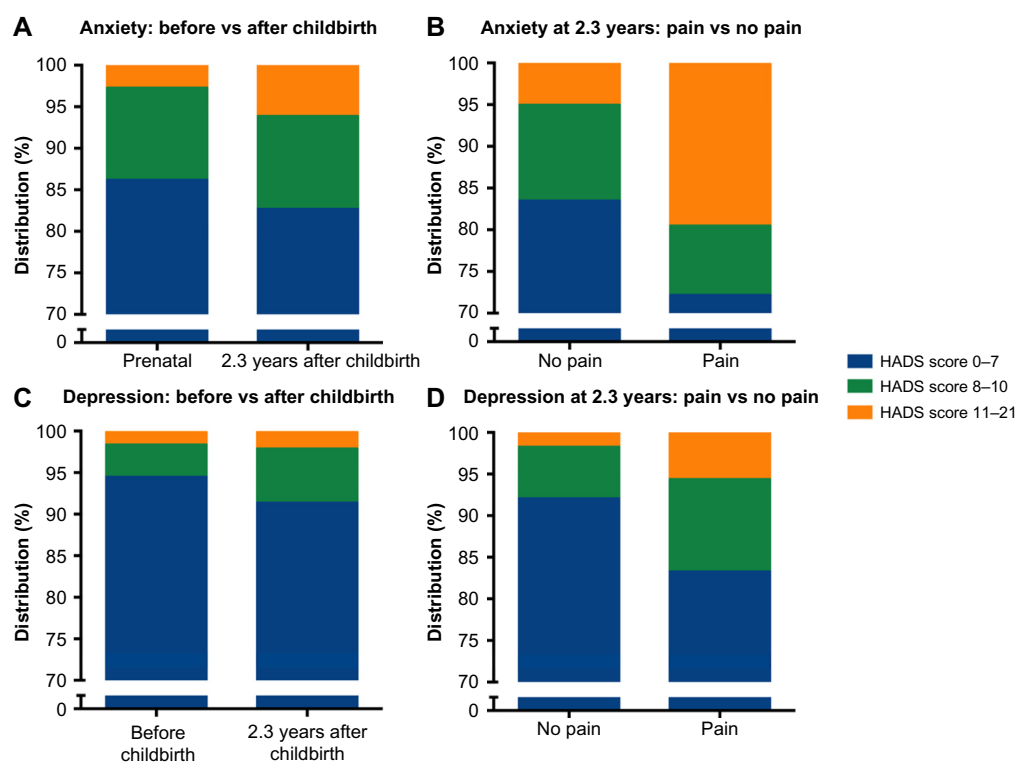 A Anxiety: before vs after childbirth
100
95
90
85
80
75
70
0
Distribution (%)
Prenatal
2.3 years after childbirth
B Anxiety at 2.3 years: pain vs no pain
100
95
90
85
80
75
70
0
Distribution (%)
No pain
Pain
HADS score 0–7
HADS score 8–10
HADS score 11–21
C Depression: before vs after childbirth
100
95
90
85
80
75
70
0
Distribution (%)
Before
childbirth
2.3 years after
childbirth
D Depression at 2.3 years: pain vs no pain
100
95
90
85
80
75
70
0
Distribution (%)
No pain
Pain